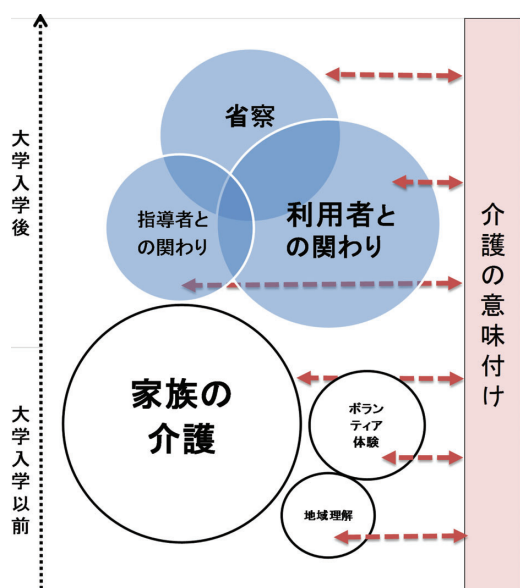 大学入学後
省察
指導者と
の関わり
利用者と
の関わり
介護の意味付け
大学入学以前
家族の
介護
ボラン
ティア
体験
地域理解